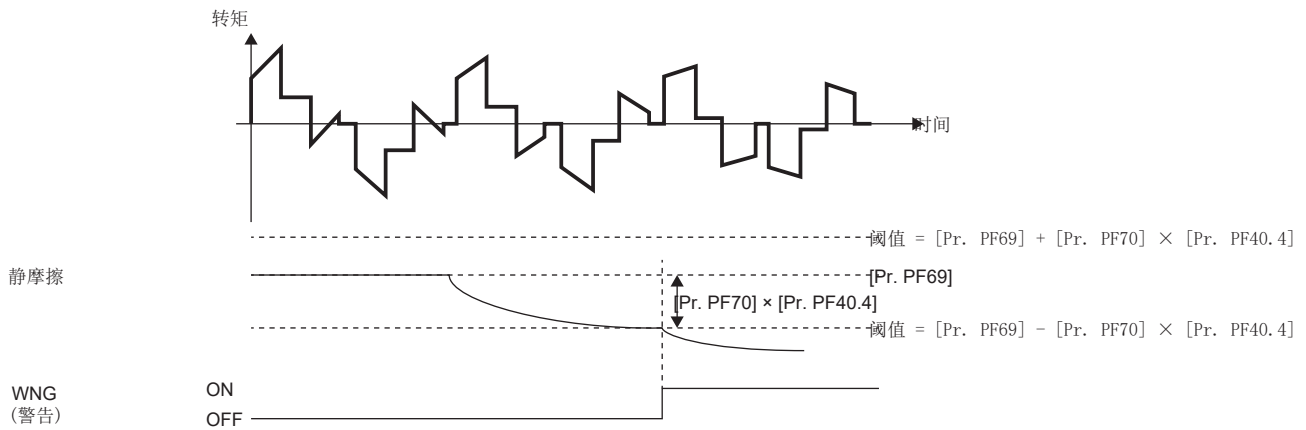 转矩
时间
阈值 = [Pr. PF69] + [Pr. PF70] × [Pr. PF40.4]
静摩擦
[Pr. PF69]
[Pr. PF70] × [Pr. PF40.4]
阈值 = [Pr. PF69] − [Pr. PF70] × [Pr. PF40.4]
WNG
(警告)
ON
OFF